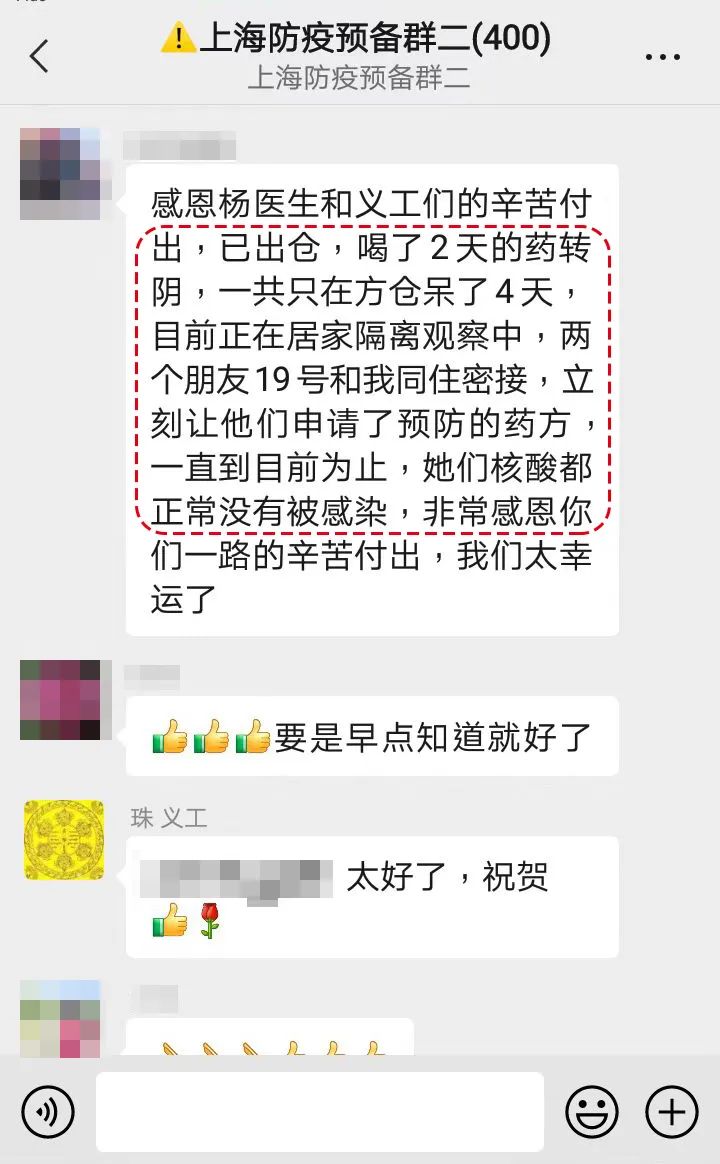 上海防疫预备群二(400)
上海防疫预备群二
感恩杨医生和义工们的辛苦付
出，已出仓，喝了2天的药转
阴，一共只在方仓呆了4天，
目前正在居家隔离观察中，两
个朋友19号和我同住密接，立
刻让他们申请了预防的药方，
一直到目前为止，她们核酸都
正常没有被感染，非常感恩你
们一路的辛苦付出，我们太幸
运了
要是早点知道就好了
珠 义工
太好了，祝贺